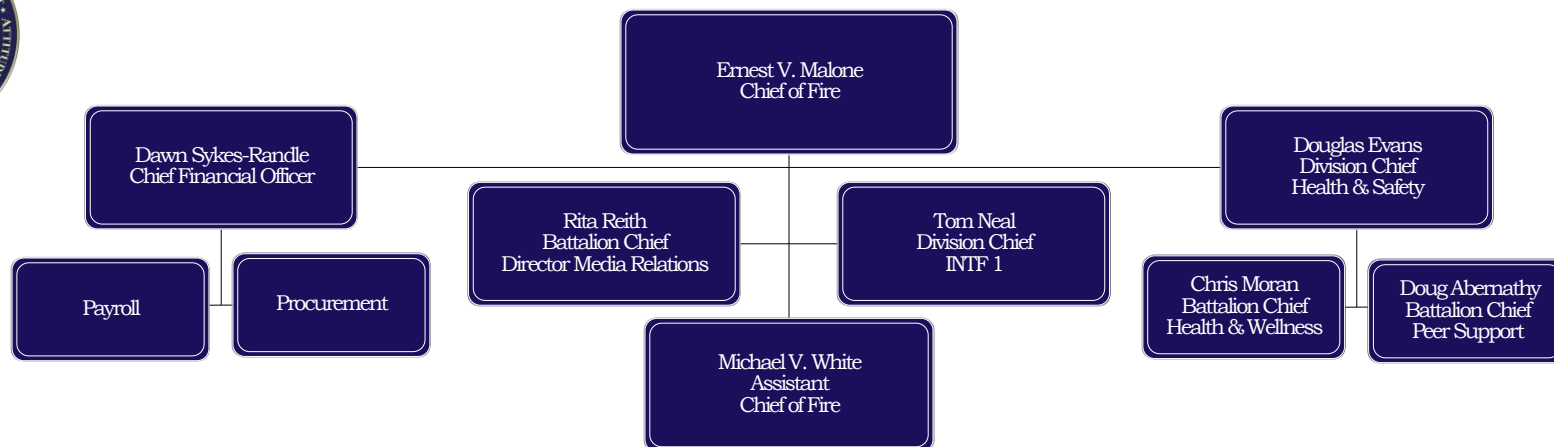 ATTITUD
Ernest V. Malone
Chief of Fire
Dawn Sykes-Randle
Chief Financial Officer
Douglas Evans
Division Chief
Health & Safety
Rita Reith
Battalion Chief
Director Media Relations
Tom Neal
Division Chief
INTF 1
Payroll
Procurement
Chris Moran
Battalion Chief
Health & Wellness
Doug Abernathy
Battalion Chief
Peer Support
Michael V. White
Assistant
Chief of Fire